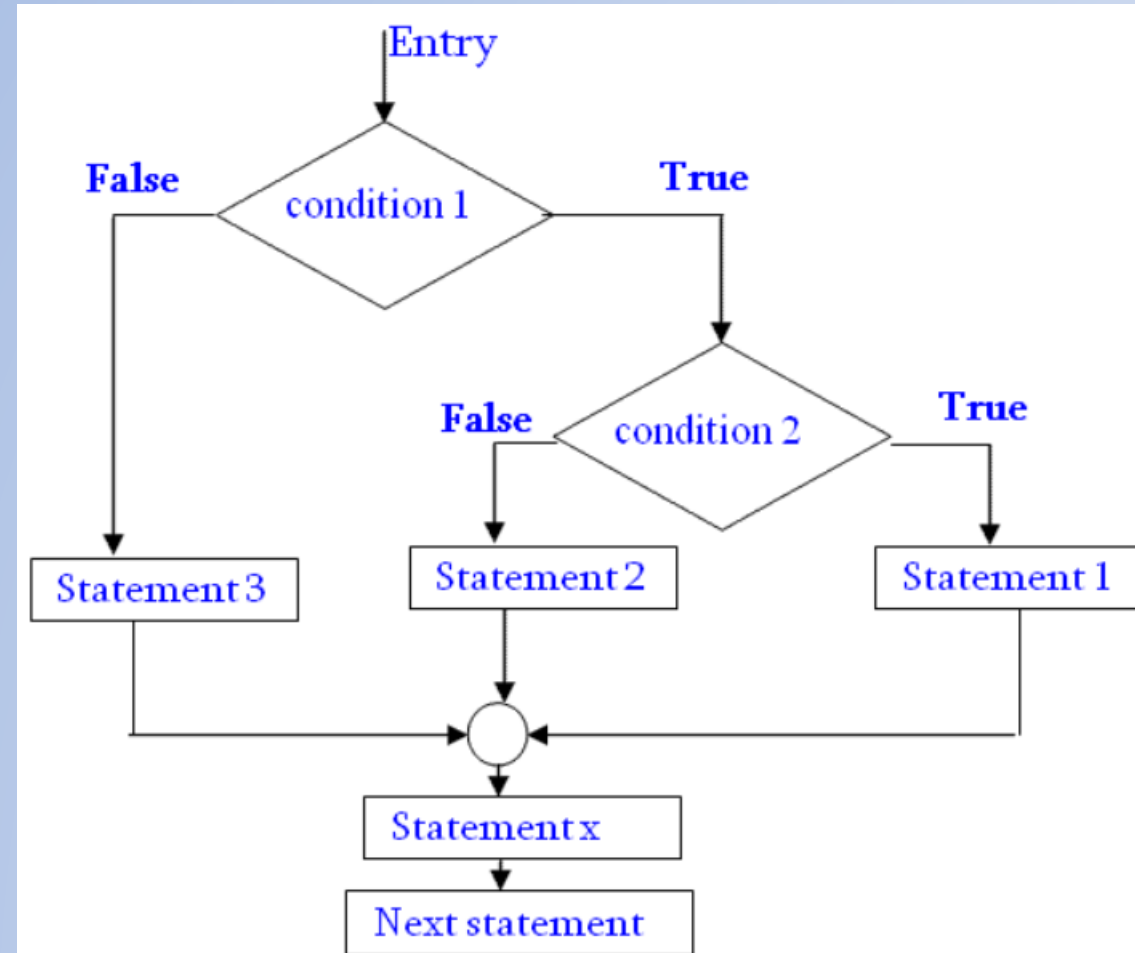 Entry
False
True
condition 1
False
True
condition 2
Statement 3
Statement 2
Statement 1
Statement x
Next statement